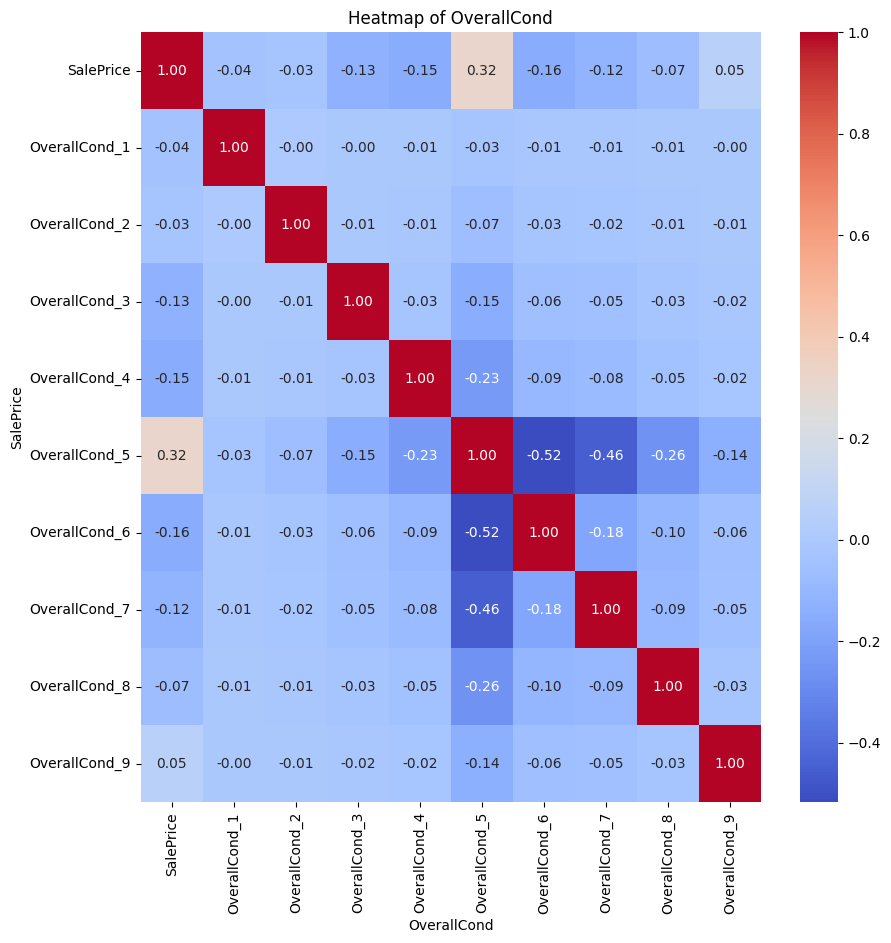 Heatmap of OverallCond
SalePrice 1.00 -0.04 -0.03 -0.13 -0.15 0.32 -0.16 -0.12 -0.07 0.05
OverallCond_1 -0.04 1.00 -0.00 -0.00 -0.01 -0.03 -0.01 -0.01 -0.01 -0.00
OverallCond_2 -0.03 -0.00 1.00 -0.01 -0.01 -0.07 -0.03 -0.02 -0.01 -0.01
OverallCond_3 -0.13 -0.00 -0.01 1.00 -0.03 -0.15 -0.06 -0.05 -0.03 -0.02
OverallCond_4 -0.15 -0.01 -0.01 -0.03 1.00 -0.23 -0.09 -0.08 -0.05 -0.02
OverallCond_5 0.32 -0.03 -0.07 -0.15 -0.23 1.00 -0.52 -0.46 -0.26 -0.14
OverallCond_6 -0.16 -0.01 -0.03 -0.06 -0.09 -0.52 1.00 -0.18 -0.10 -0.06
OverallCond_7 -0.12 -0.01 -0.02 -0.05 -0.08 -0.46 -0.18 1.00 -0.09 -0.05
OverallCond_8 -0.07 -0.01 -0.01 -0.03 -0.05 -0.26 -0.10 -0.09 1.00 -0.03
OverallCond_9 0.05 -0.00 -0.01 -0.02 -0.02 -0.14 -0.06 -0.05 -0.03 1.00
SalePrice
SalePrice OverallCond_1 OverallCond_2 OverallCond_3 OverallCond_4 OverallCond_5 OverallCond_6 OverallCond_7 OverallCond_8 OverallCond_9
OverallCond
1.0
0.8
0.6
0.4
0.2
0.0
−0.2
−0.4